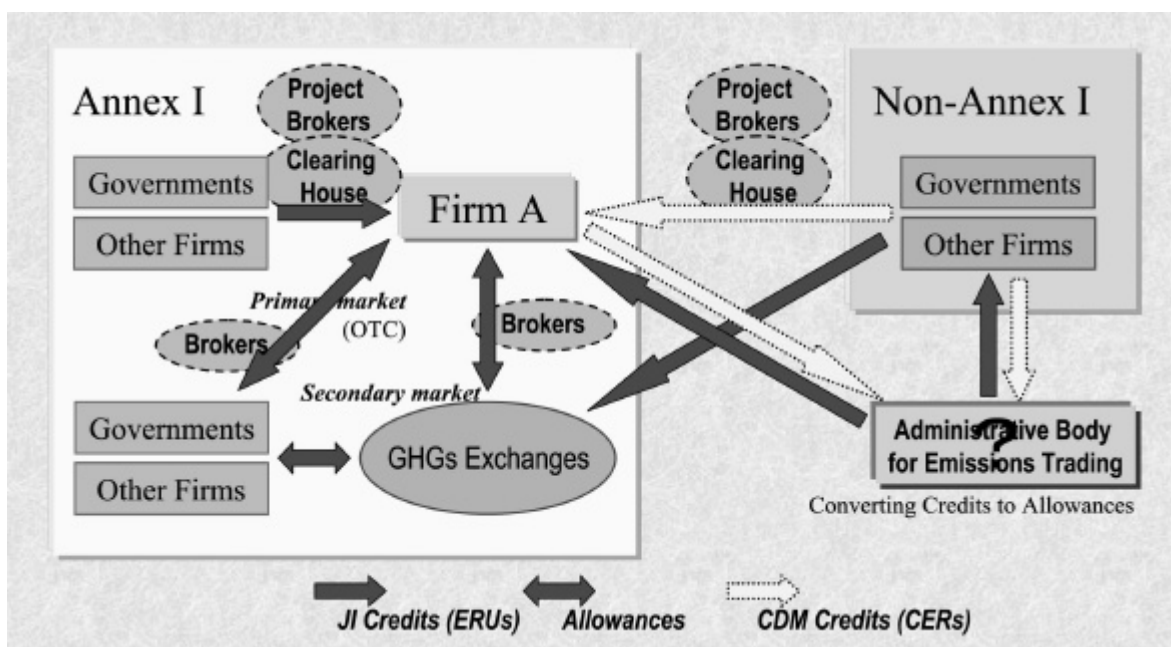 Annex I
Project
Brokers
Clearing
House
Governments
Other Firms
Firm A
Primary market
(OTC)
Brokers
Brokers
Secondary market
Governments
Other Firms
GHGs Exchanges
Project
Brokers
Clearing
House
Non-Annex I
Governments
Other Firms
Administrative Body
for Emissions Trading
?
Converting Credits to Allowances
JI Credits (ERUs)
Allowances
CDM Credits (CERs)